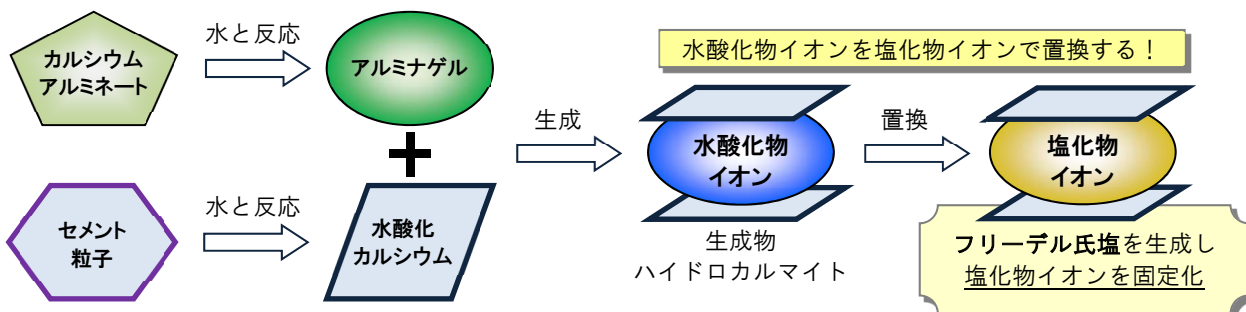 カルシウム
アルミネート
水と反応
アルミナゲル
+
セメント
粒子
水と反応
水酸化
カルシウム
生成
水酸化物イオンを塩化物イオンで置換する！
水酸化物
イオン
生成物
ハイドロカルマイト
置換
塩化物
イオン
フリーデル氏塩を生成し
塩化物イオンを固定化